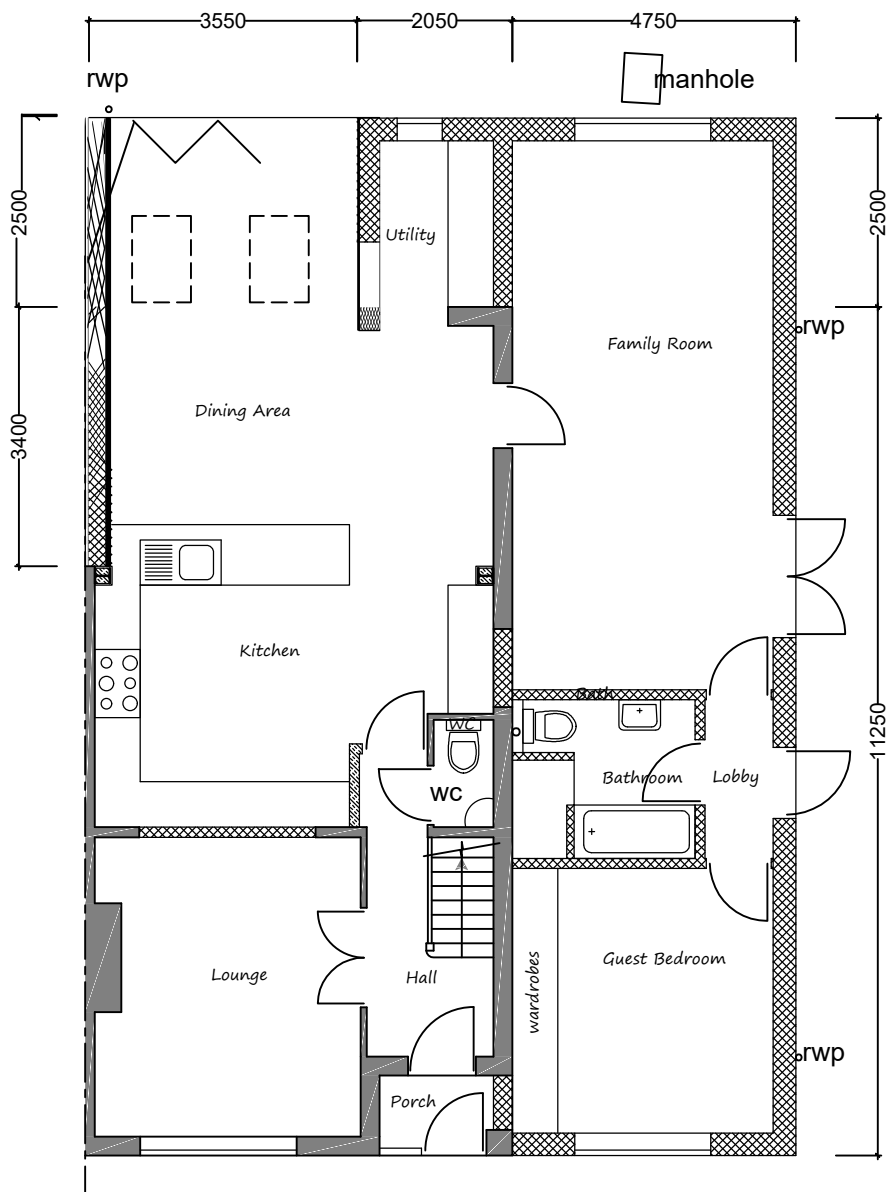 3550
2050
4750
rwp
manhole
2500
2500
Utility
rwp
Family Room
Dining Area
3400
Kitchen
Bath
WC
11250
Bathroom
Lobby
WC
Lounge
Hall
wardrobes
Guest Bedroom
rwp
Porch